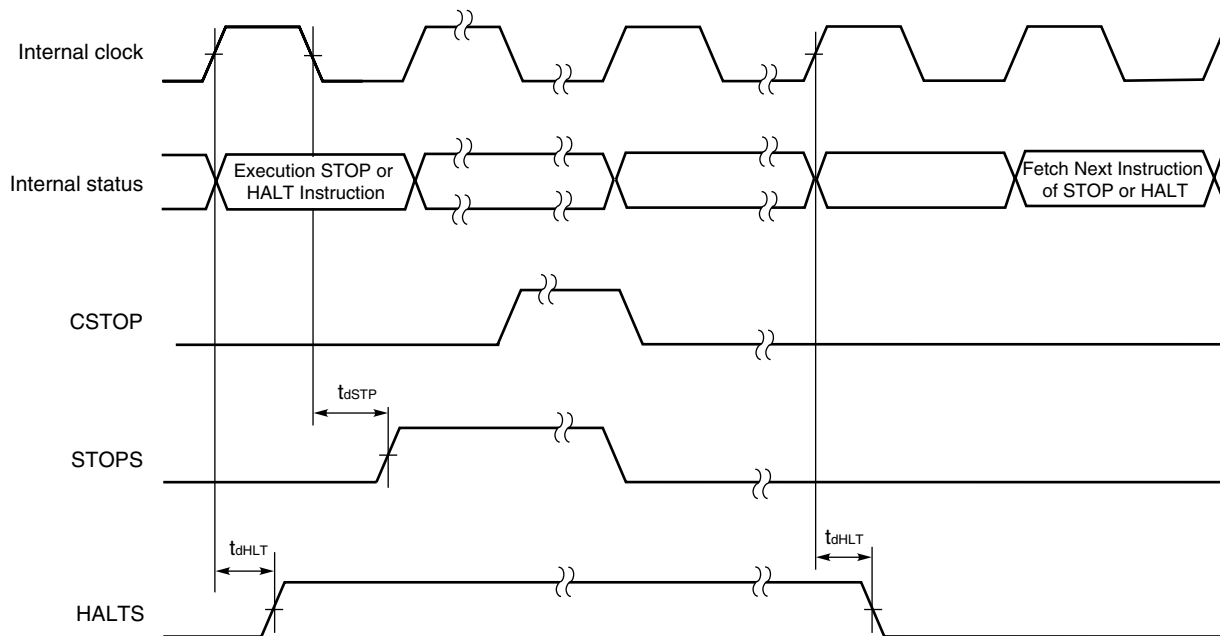 Internal clock
Internal status
Execution STOP or
HALT Instruction
Fetch Next Instruction
of STOP or HALT
CSTOP
tdSTP
STOPS
tdHLT
tdHLT
HALTS